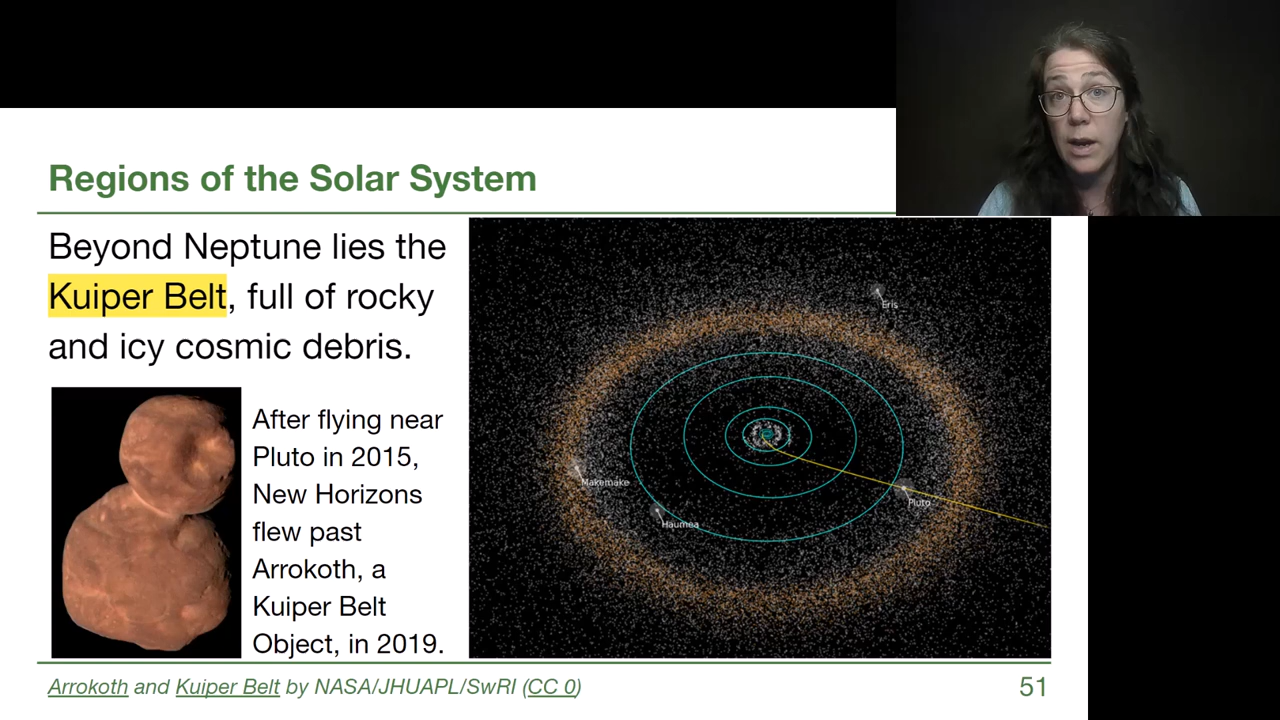 Regions of the Solar System
Beyond Neptune lies the
Kuiper Belt, full of rocky
and icy cosmic debris.
After flying near
Pluto in 2015,
New Horizons
flew past
Arrokoth, a
Kuiper Belt
Object, in 2019.
Eris
Makemake
Pluto
Haumea
Arrokoth and Kuiper Belt by NASA/JHUAPL/SwRI (CC 0)
51